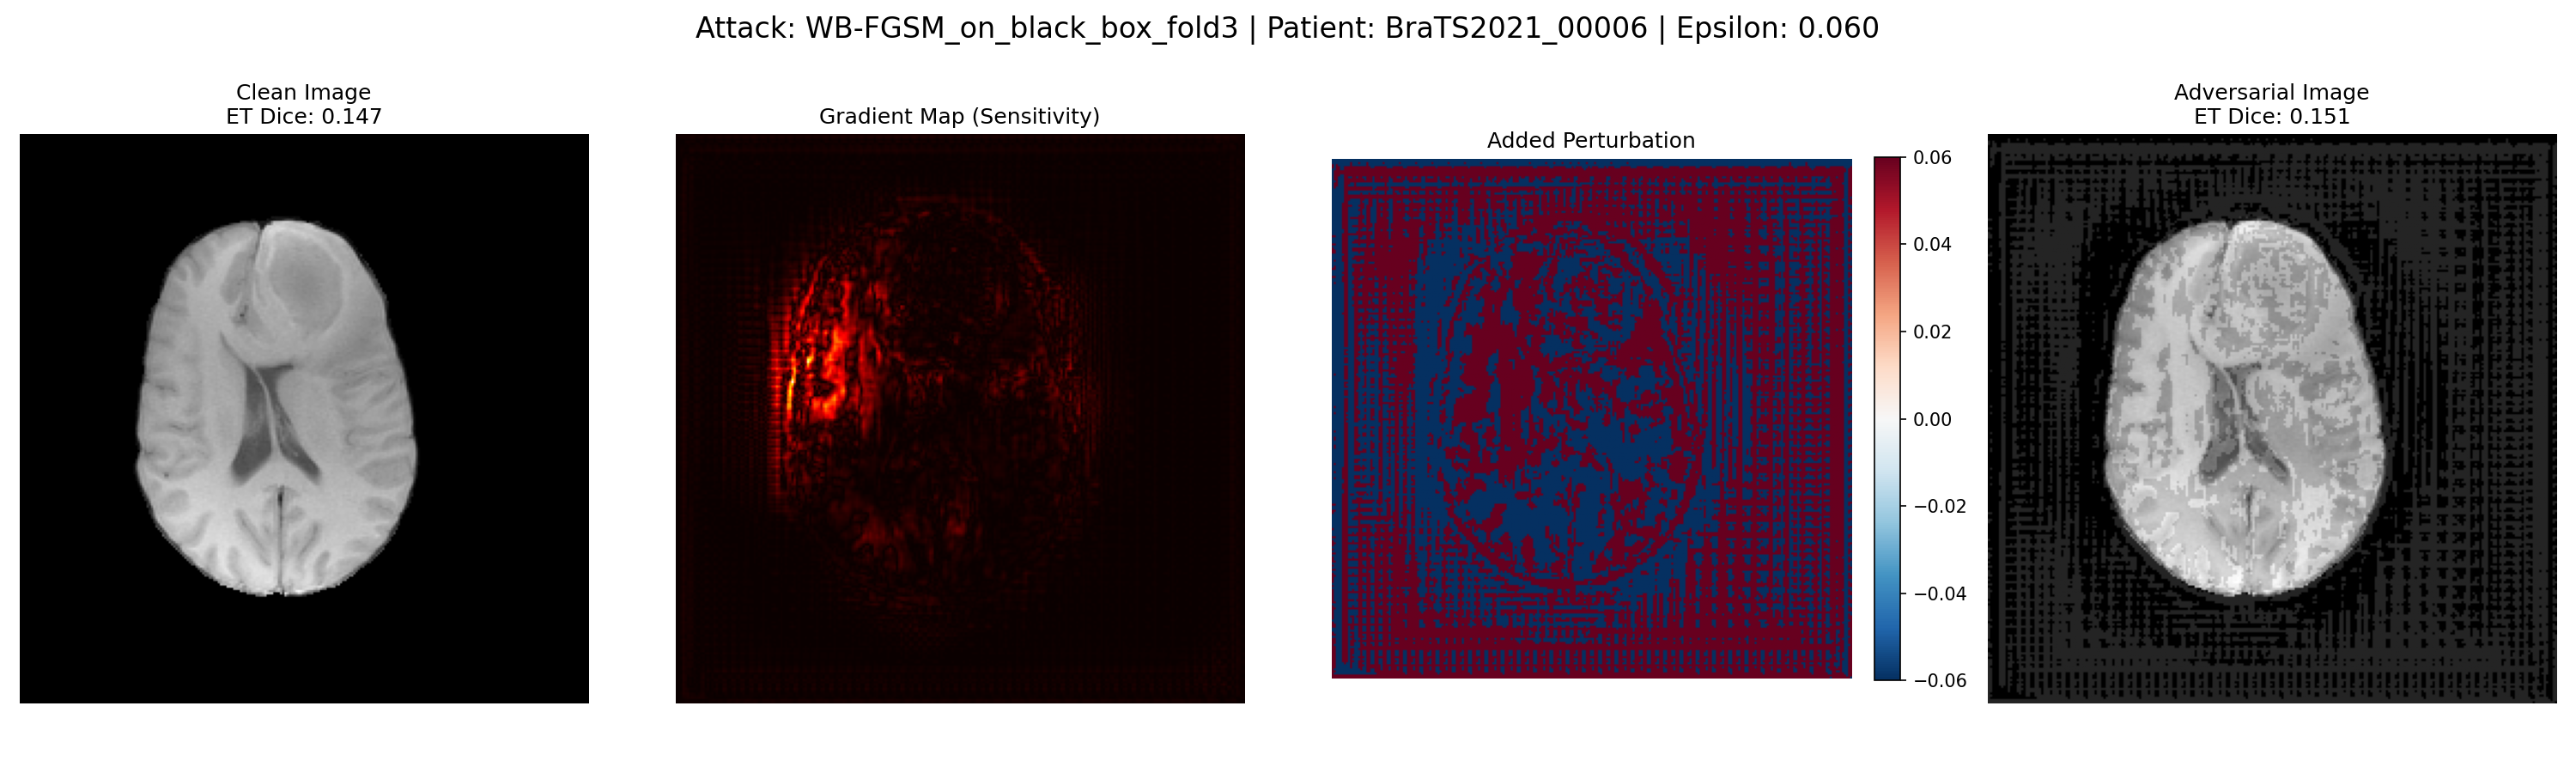 Attack: WB-FGSM_on_black_box_fold3 | Patient: BraTS2021_00006 | Epsilon: 0.060
Clean Image
ET Dice: 0.147
Gradient Map (Sensitivity)
Added Perturbation
0.06
0.04
0.02
0.00
−0.02
−0.04
−0.06
Adversarial Image
ET Dice: 0.151